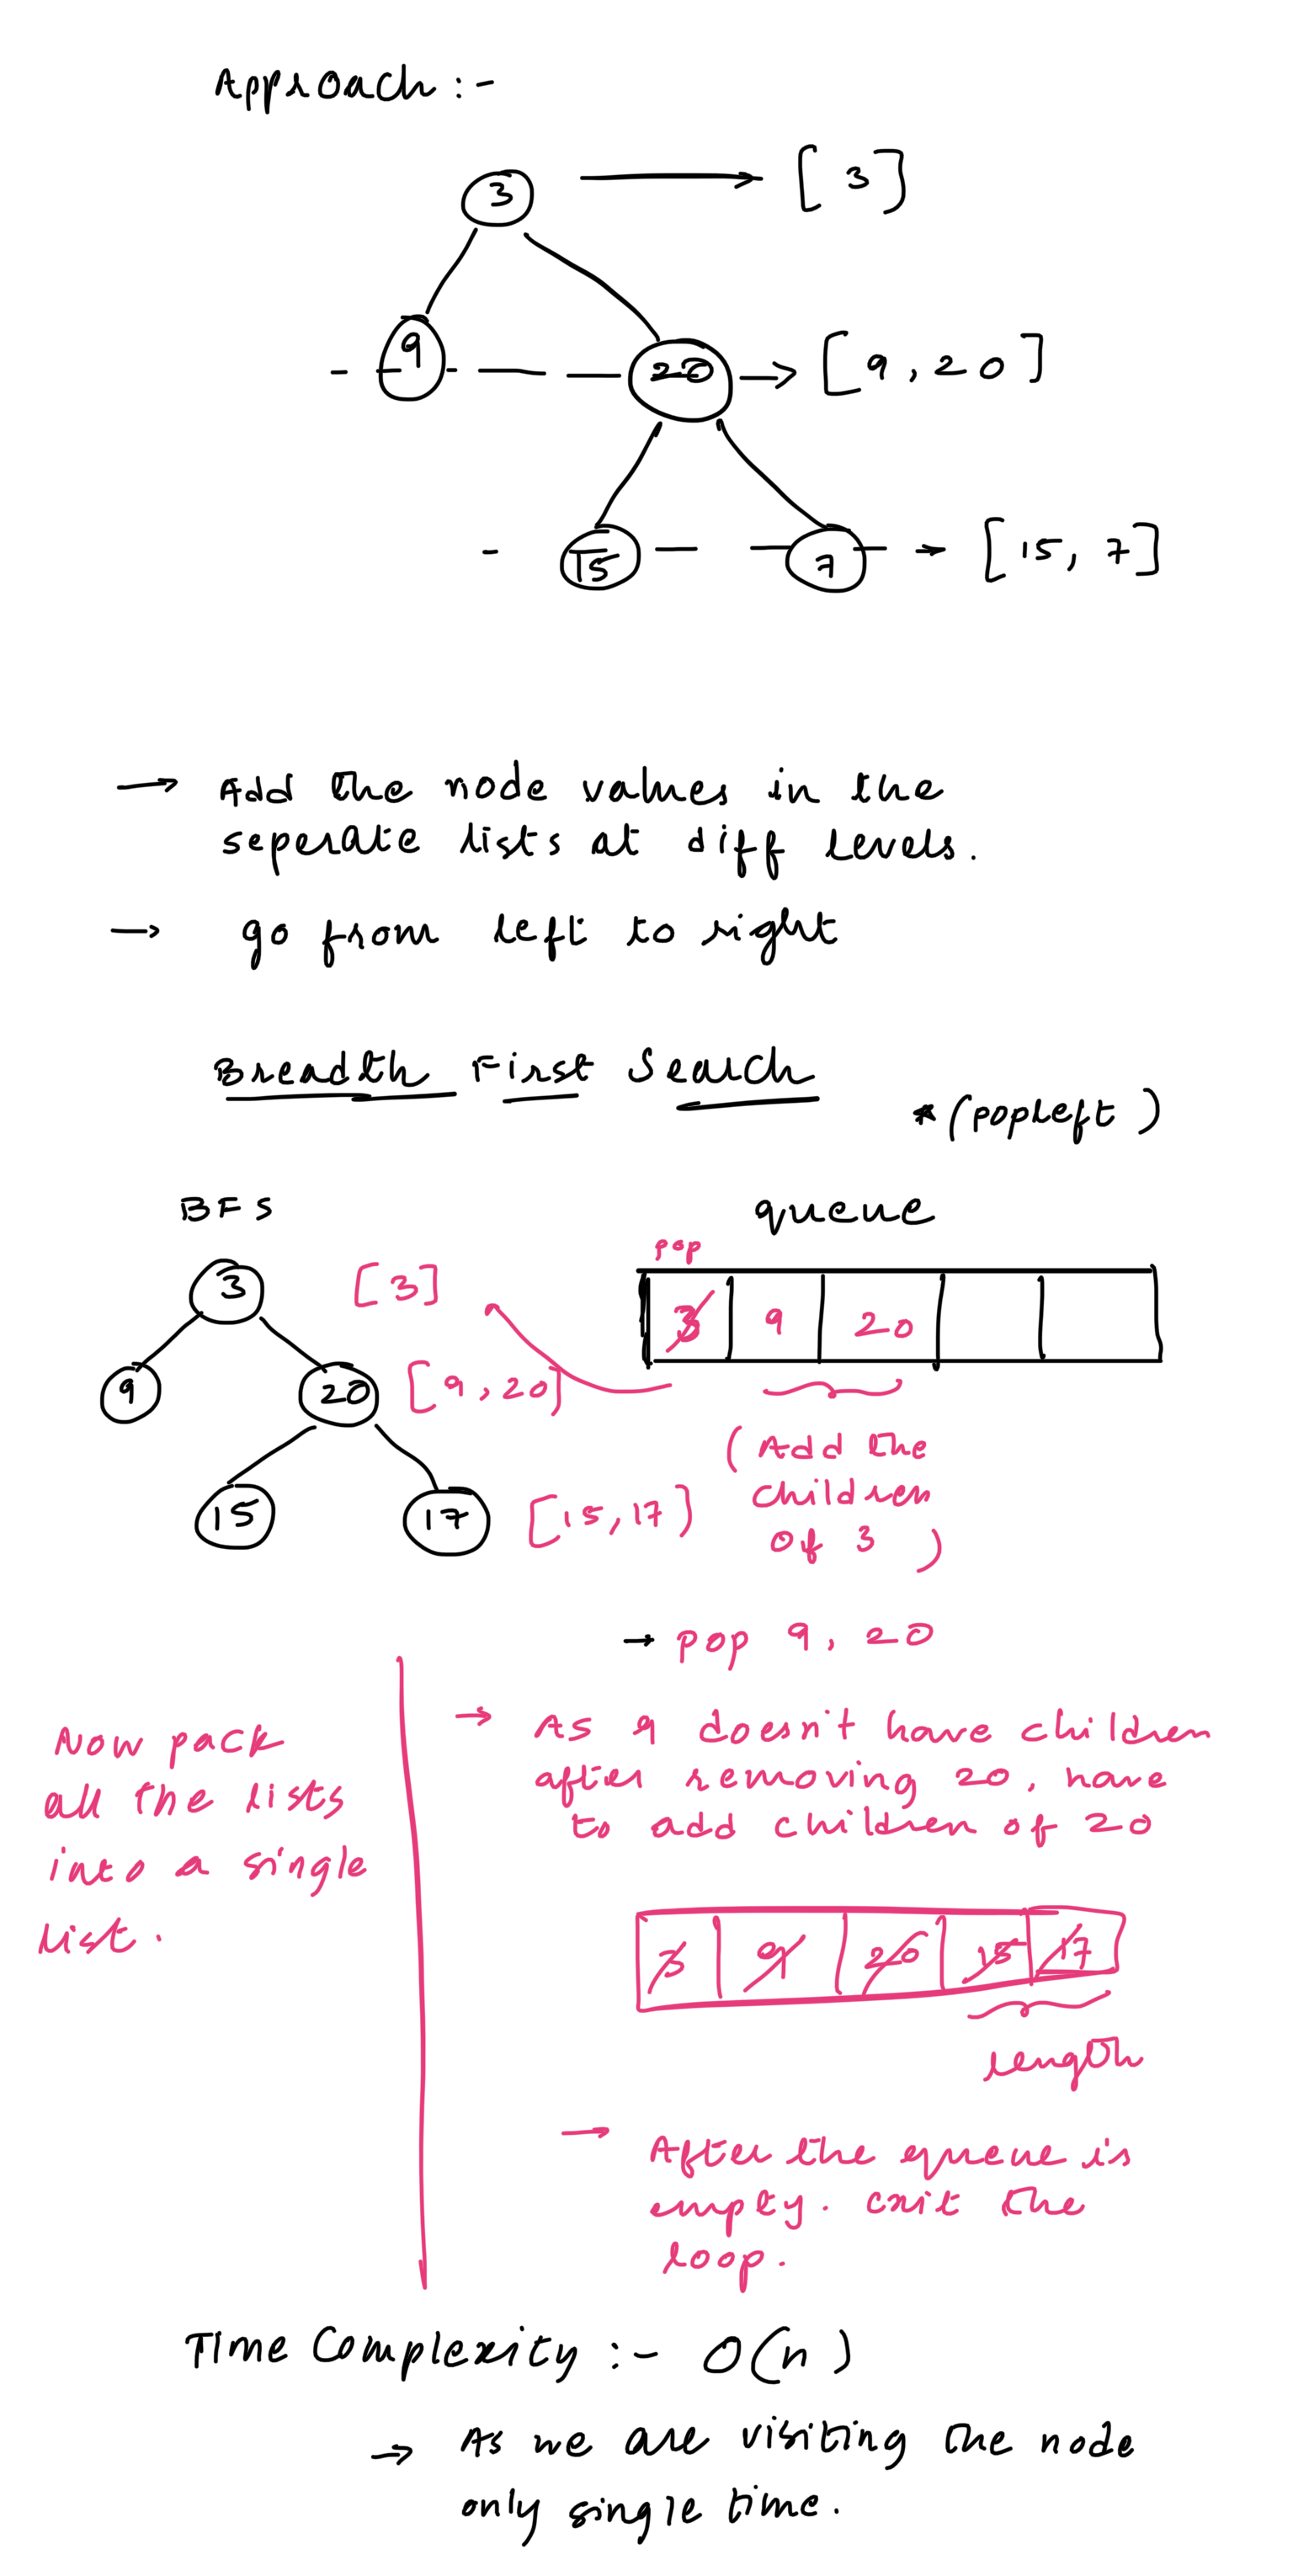 Approach :-
3 → [ 3 ]
9 20 → [ 9 , 20 ]
15 7 → [ 15 , 7 ]
→ Add the node values in the
seperate lists at diff levels.
→ go from left to right
Breadth First Search
* (popleft )
BFS
queue
pop
3 [ 3 ]
3 9 20
9 20 [ 9 , 20 ]
( Add the
children
of 3 )
15 17 [ 15 , 17 ]
→ pop 9 , 20
→ As 9 doesn't have children
after removing 20 , have
to add children of 20
Now pack
all the lists
into a single
list .
3 9 20 15 17
length
→ After the queue is
empty . exit the
loop .
Time Complexity :- O(n )
→ As we are visiting the node
only single time .